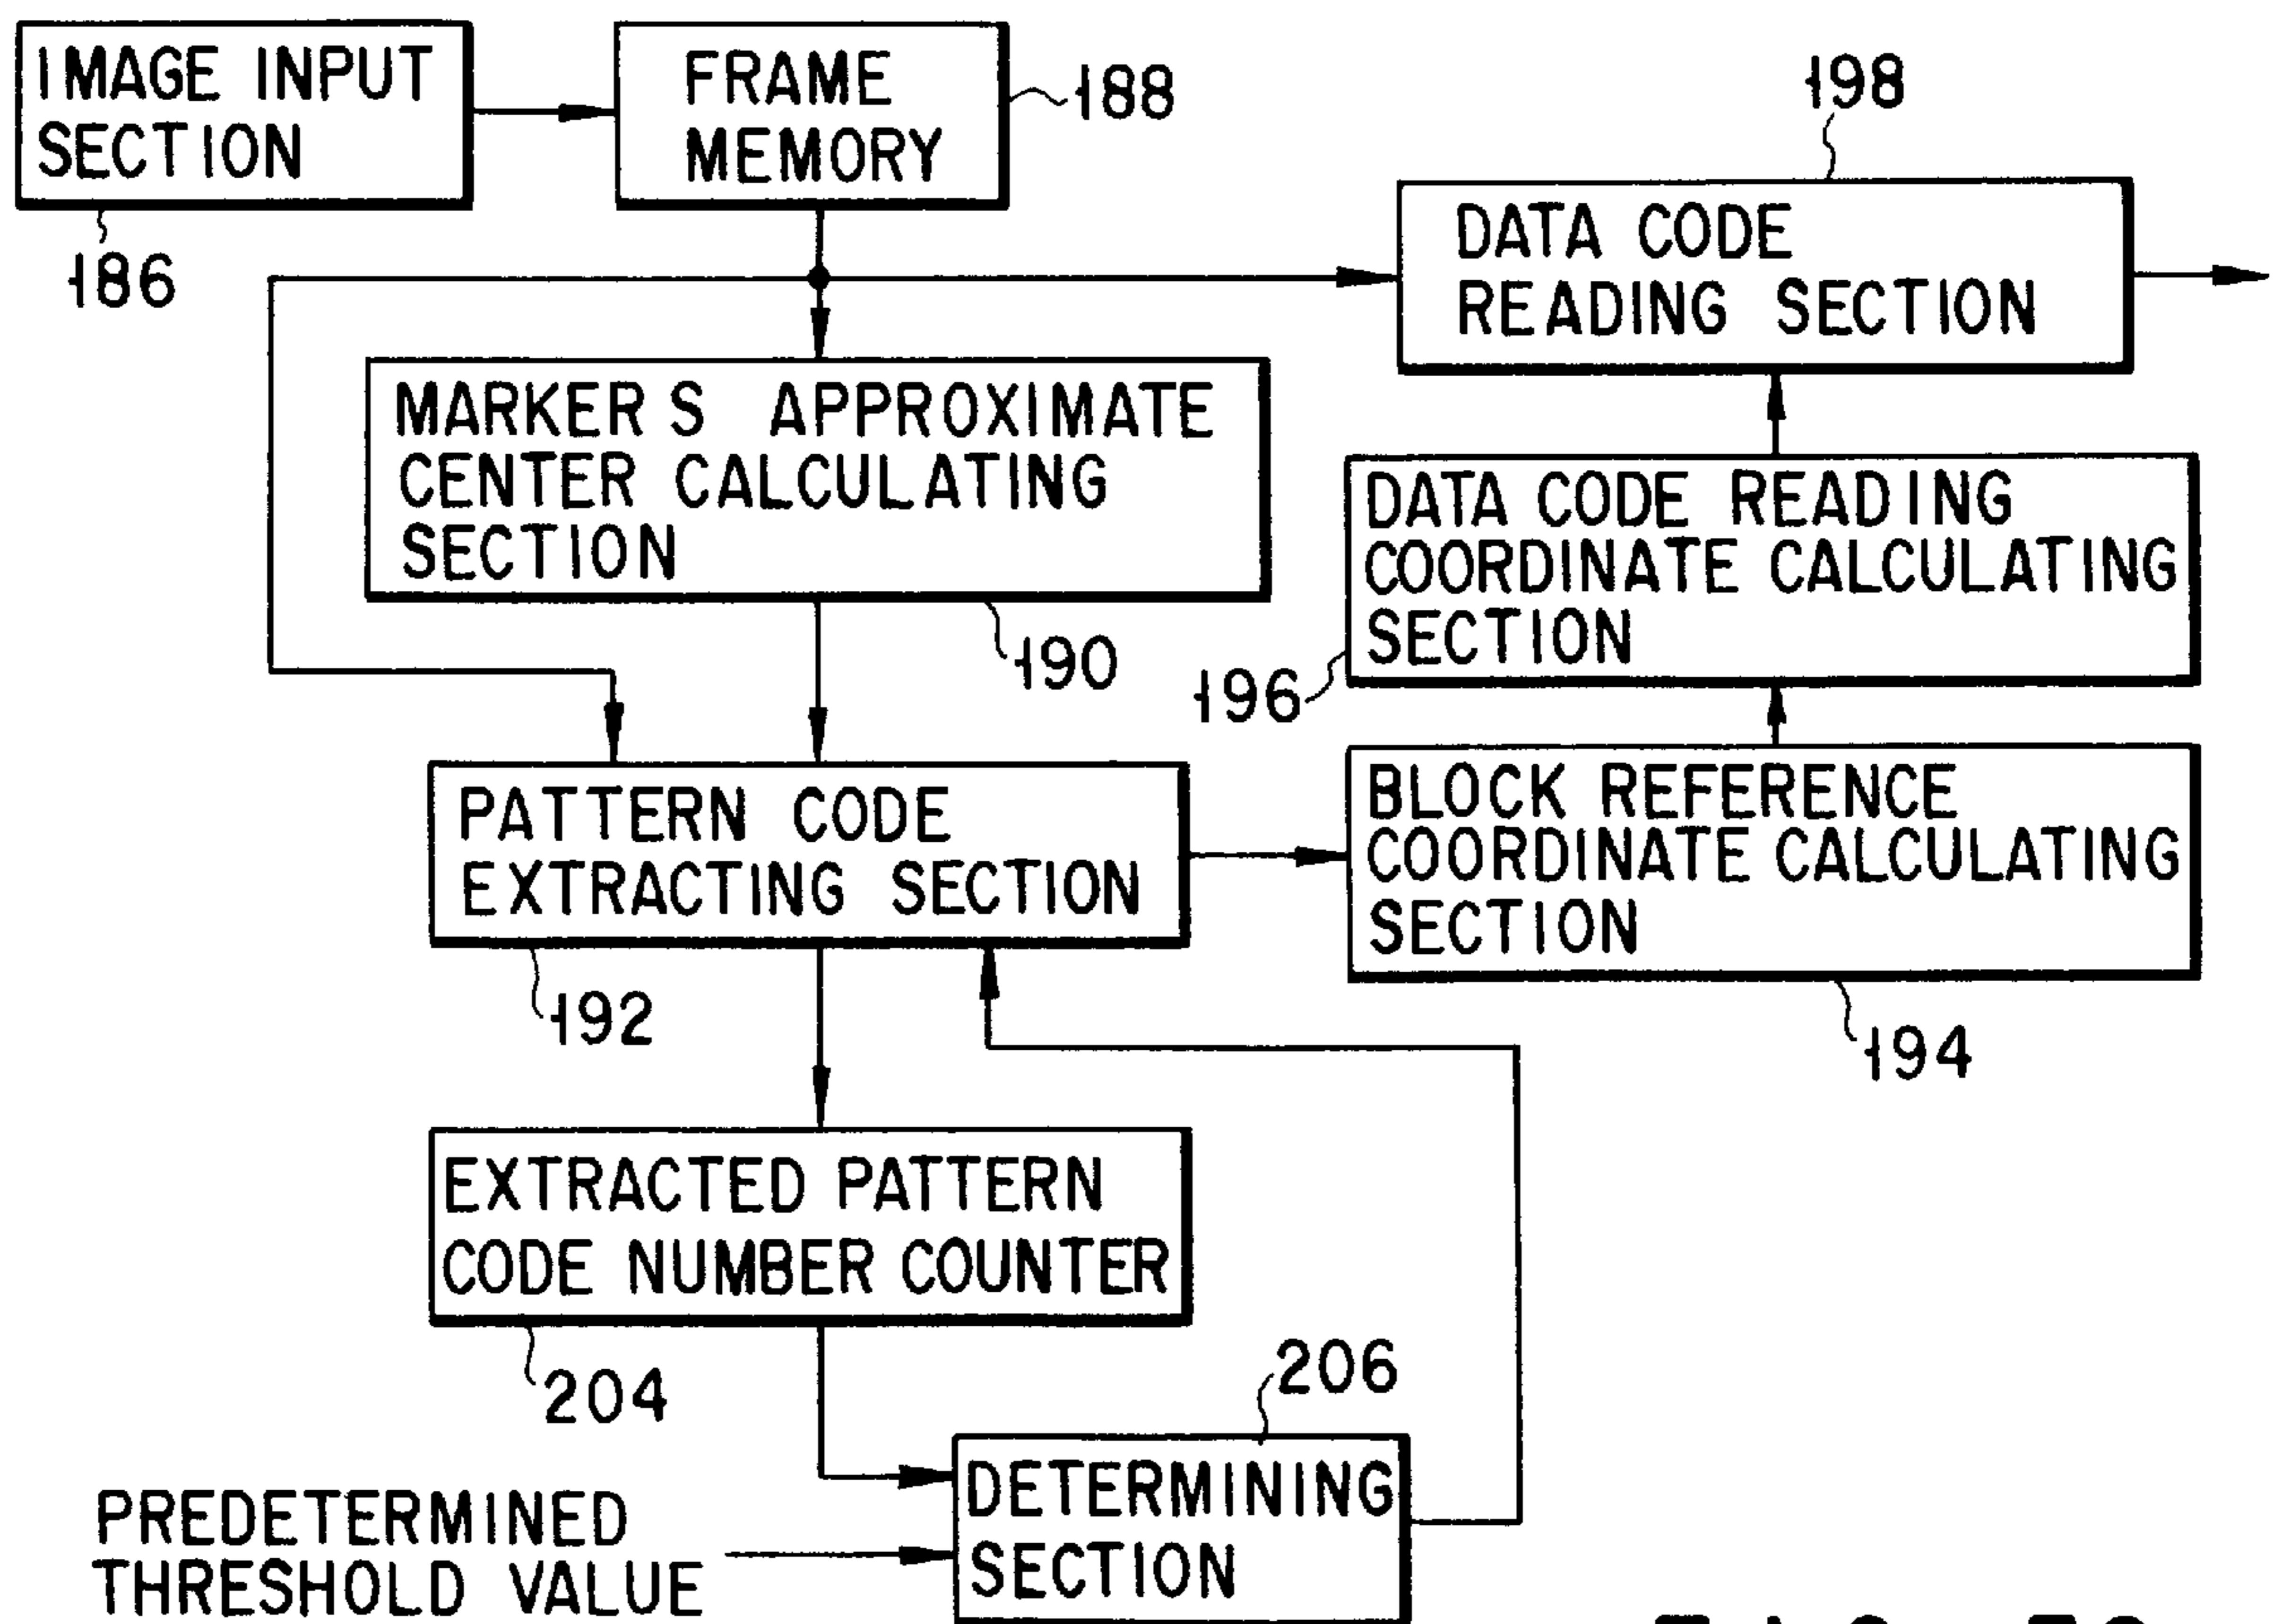 IMAGE INPUT
SECTION
186
FRAME
MEMORY
188
198
DATA CODE
READING SECTION
MARKER S APPROXIMATE
CENTER CALCULATING
SECTION
190
DATA CODE READING
COORDINATE CALCULATING
SECTION
196
PATTERN CODE
EXTRACTING SECTION
192
BLOCK REFERENCE
COORDINATE CALCULATING
SECTION
194
EXTRACTED PATTERN
CODE NUMBER COUNTER
204
206
DETERMINING
SECTION
PREDETERMINED
THRESHOLD VALUE